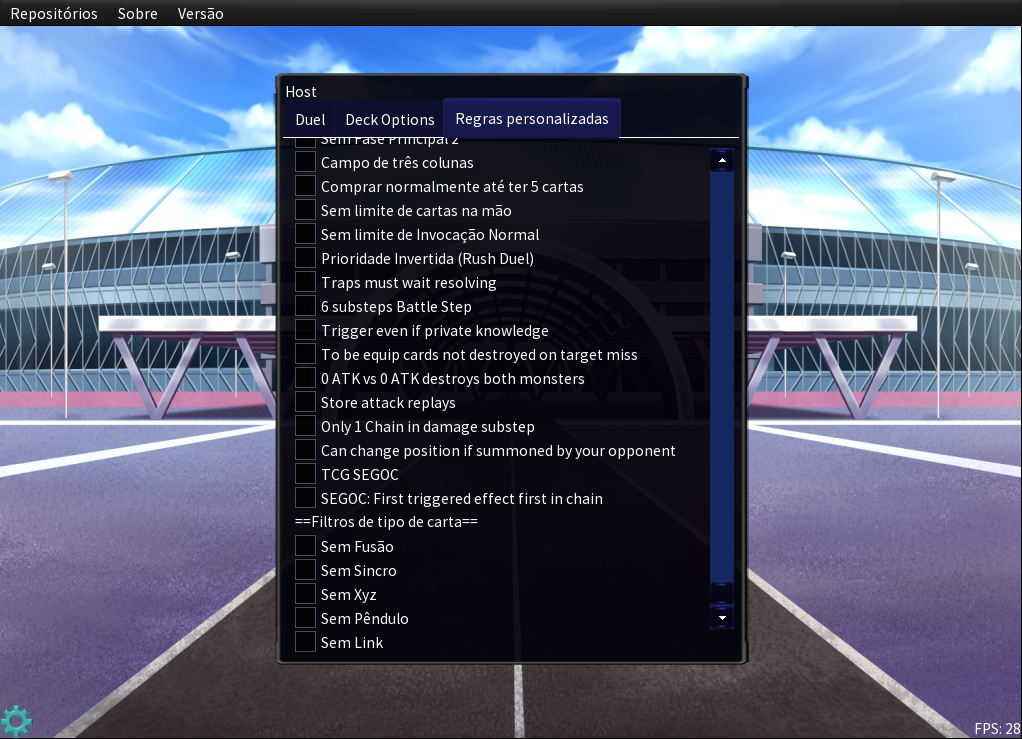 Repositórios Sobre Versão
Host
Duel Deck Options Regras personalizadas
Sem Fase Principal 2
Campo de três colunas
Comprar normalmente até ter 5 cartas
Sem limite de cartas na mão
Sem limite de Invocação Normal
Prioridade Invertida (Rush Duel)
Traps must wait resolving
6 substeps Battle Step
Trigger even if private knowledge
To be equip cards not destroyed on target miss
0 ATK vs 0 ATK destroys both monsters
Store attack replays
Only 1 Chain in damage substep
Can change position if summoned by your opponent
TCG SEGOC
SEGOC: First triggered effect first in chain
==Filtros de tipo de carta==
Sem Fusão
Sem Sincro
Sem Xyz
Sem Pêndulo
Sem Link
FPS: 28